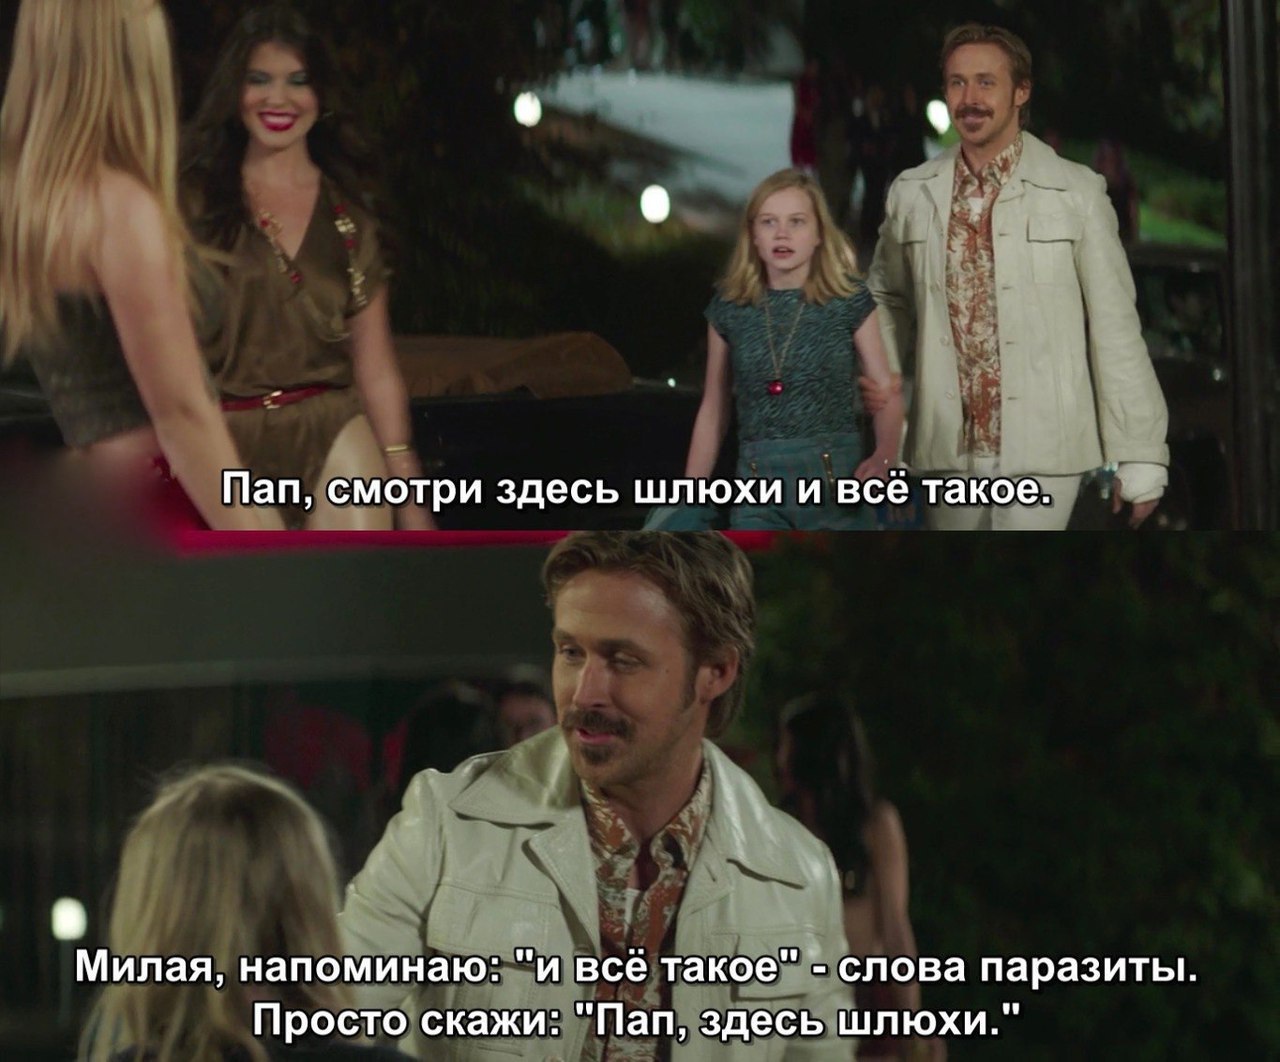 Пап, смотри здесь шлюхи и всё такое.
Милая, напоминаю: "и всё такое" - слова паразиты.
Просто скажи: "Пап, здесь шлюхи."